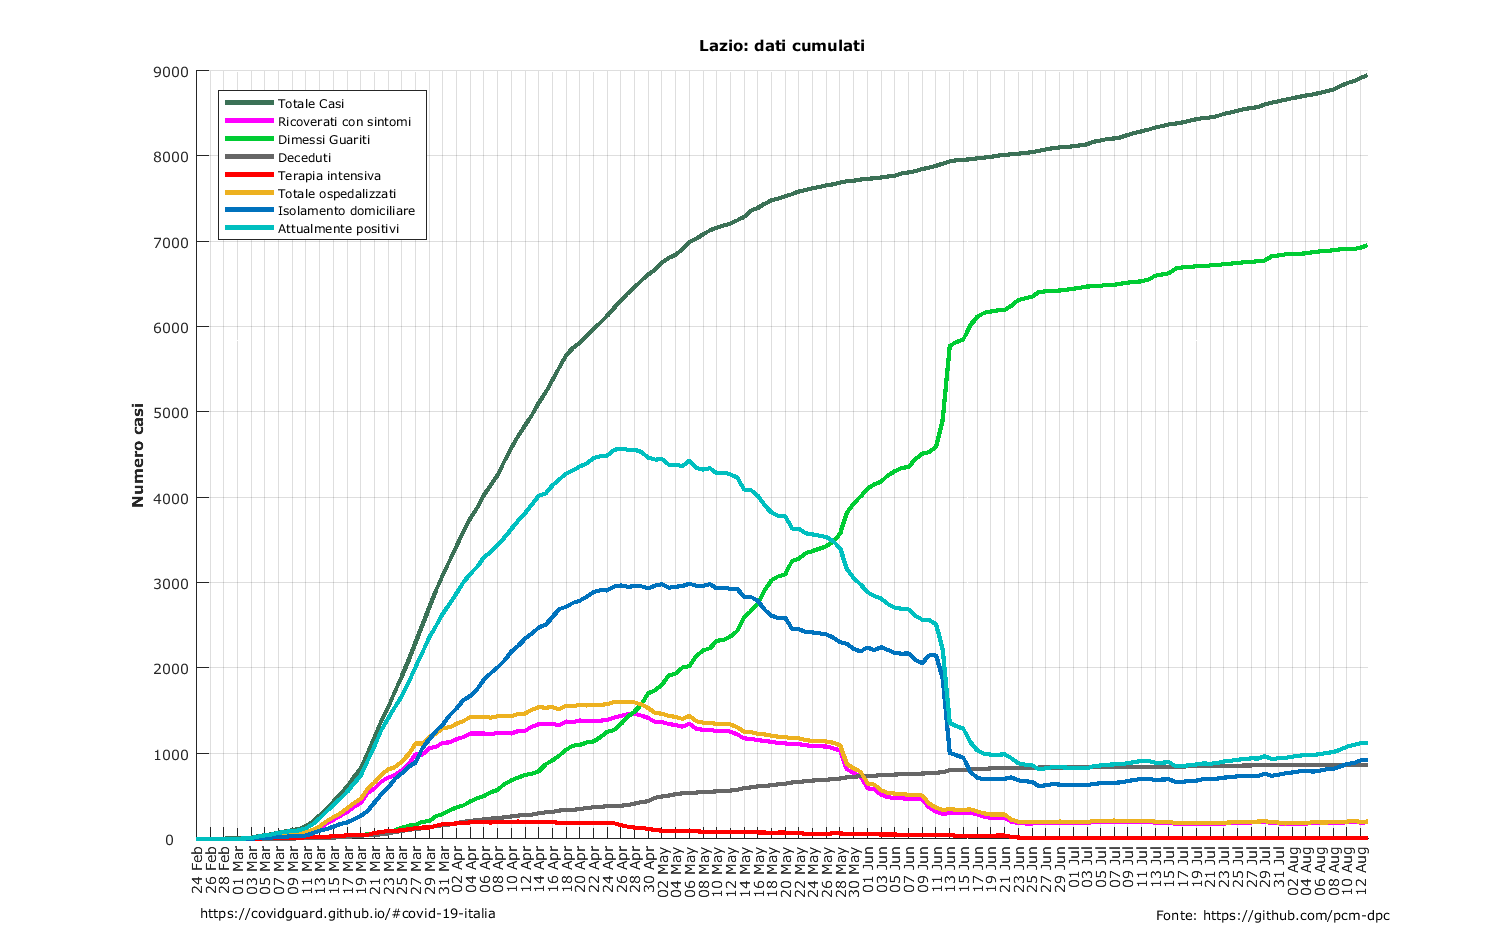 Lazio: dati cumulati
9000
8000
7000
6000
5000
4000
3000
2000
1000
0
Numero casi
Totale Casi
Ricoverati con sintomi
Dimessi Guariti
Deceduti
Terapia intensiva
Totale ospedalizzati
Isolamento domiciliare
Attualmente positivi
24 Feb
26 Feb
28 Feb
01 Mar
03 Mar
05 Mar
07 Mar
09 Mar
11 Mar
13 Mar
15 Mar
17 Mar
19 Mar
21 Mar
23 Mar
25 Mar
27 Mar
29 Mar
31 Mar
02 Apr
04 Apr
06 Apr
08 Apr
10 Apr
12 Apr
14 Apr
16 Apr
18 Apr
20 Apr
22 Apr
24 Apr
26 Apr
28 Apr
30 Apr
02 May
04 May
06 May
08 May
10 May
12 May
14 May
16 May
18 May
20 May
22 May
24 May
26 May
28 May
30 May
01 Jun
03 Jun
05 Jun
07 Jun
09 Jun
11 Jun
13 Jun
15 Jun
17 Jun
19 Jun
21 Jun
23 Jun
25 Jun
27 Jun
29 Jun
01 Jul
03 Jul
05 Jul
07 Jul
09 Jul
11 Jul
13 Jul
15 Jul
17 Jul
19 Jul
21 Jul
23 Jul
25 Jul
27 Jul
29 Jul
31 Jul
02 Aug
04 Aug
06 Aug
08 Aug
10 Aug
12 Aug
https://covidguard.github.io/#covid-19-italia
Fonte: https://github.com/pcm-dpc